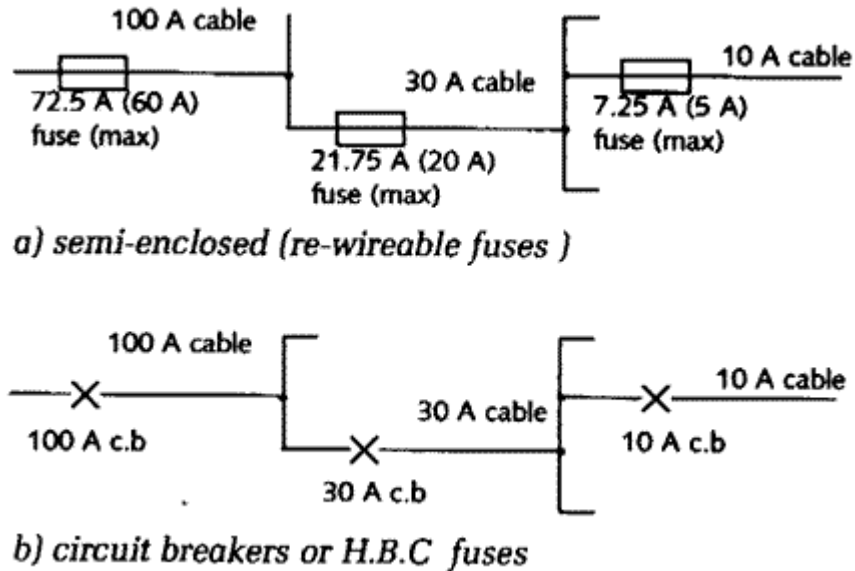 100 A cable
72.5 A (60 A)
fuse (max)
30 A cable
21.75 A (20 A)
fuse (max)
10 A cable
7.25 A (5 A)
fuse (max)
a) semi-enclosed (re-wireable fuses )
100 A cable
100 A c.b
30 A cable
30 A c.b
10 A cable
10 A c.b
b) circuit breakers or H.B.C fuses